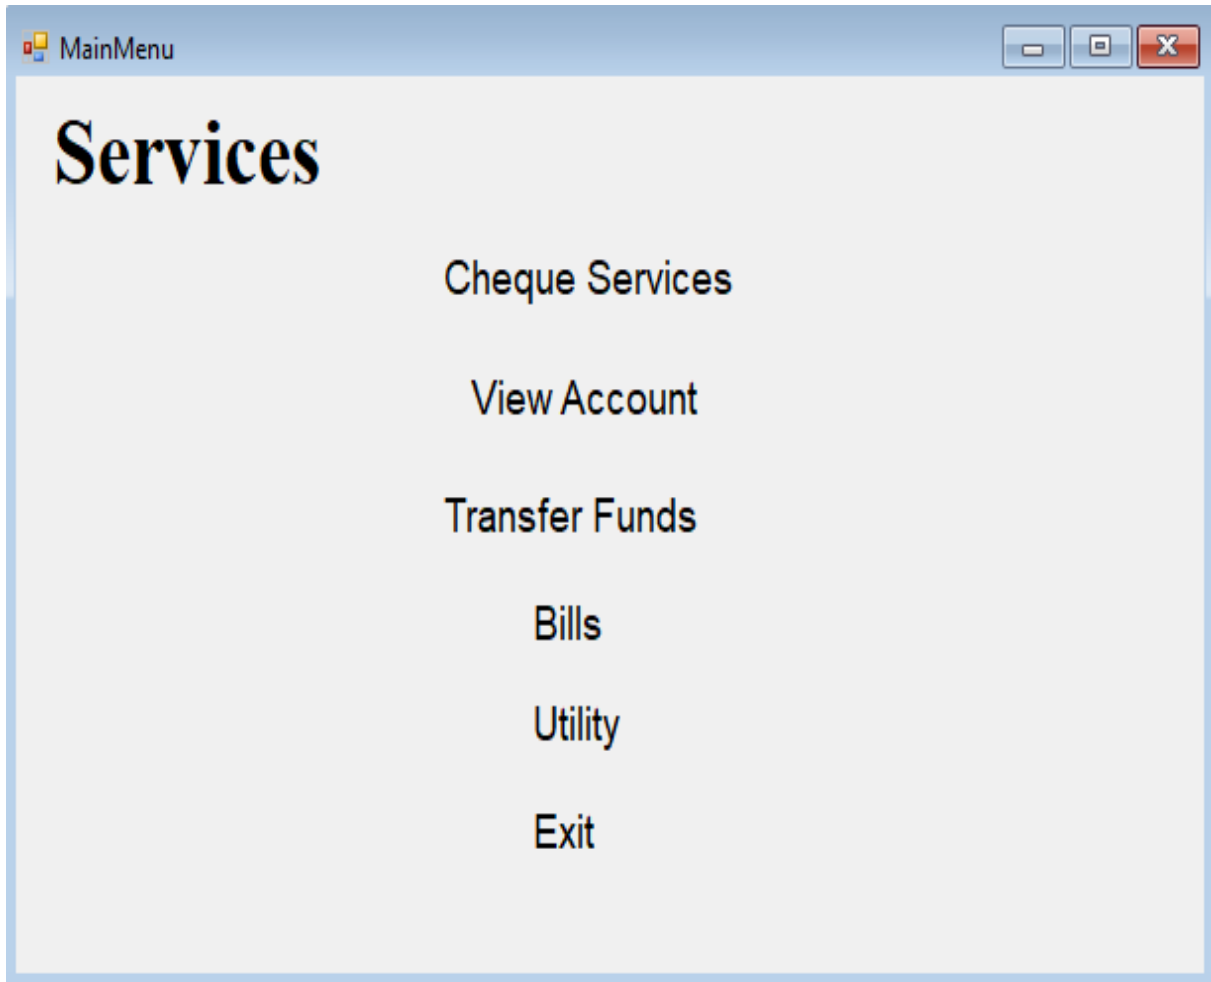 MainMenu
Services
Cheque Services
View Account
Transfer Funds
Bills
Utility
Exit